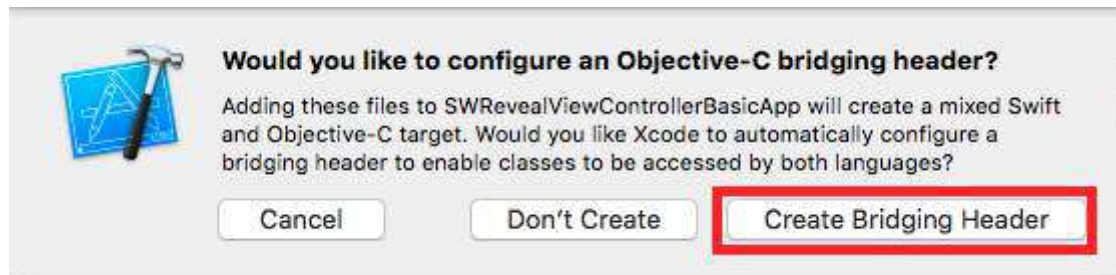 Would you like to configure an Objective-C bridging header?
Adding these files to SWRevealViewControllerBasicApp will create a mixed Swift
and Objective-C target. Would you like Xcode to automatically configure a
bridging header to enable classes to be accessed by both languages?
Cancel Don't Create Create Bridging Header